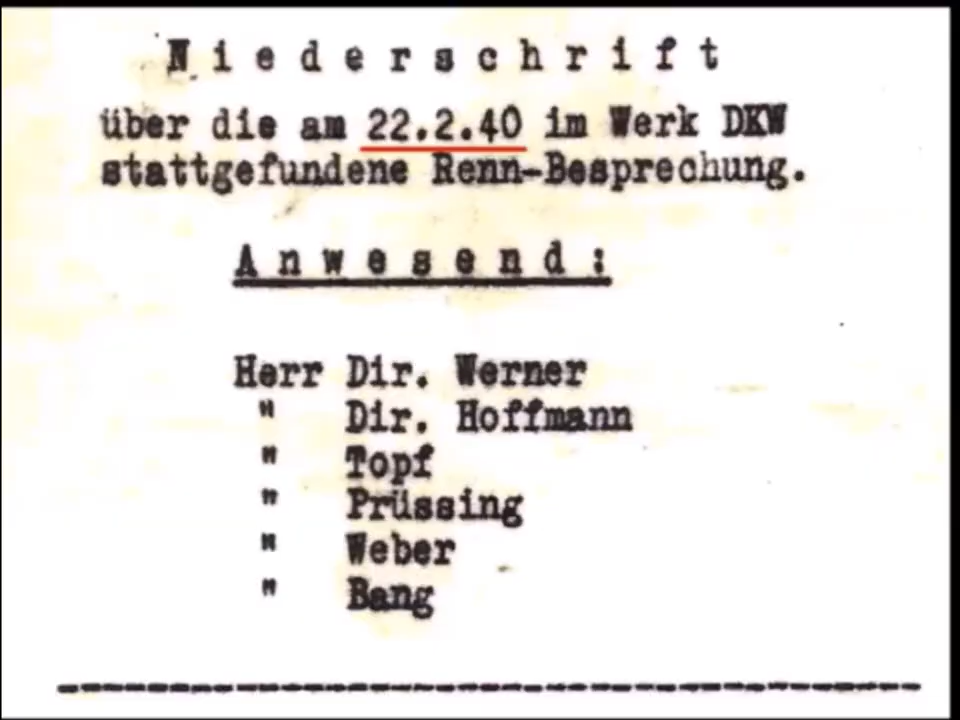 Niederschrift
über die am 22.2.40 im Werk DKW
stattgefundene Renn-Besprechung.
Anwesend:
Herr Dir. Werner
" Dir. Hoffmann
" Topf
" Prüssing
" Weber
" Bang